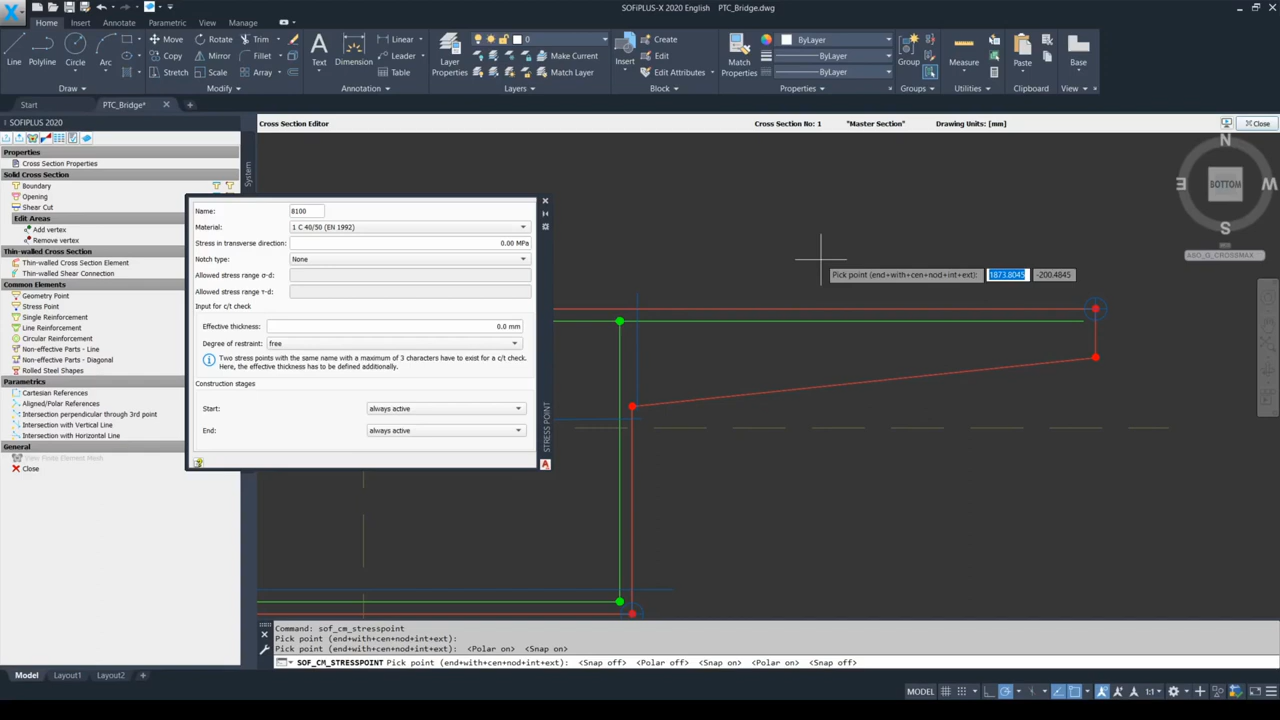 SOFiPLUS-X 2020 English PTC_Bridge.dwg
Home Insert Annotate Parametric View Manage
Line Polyline Circle Arc
Move Rotate Trim
Copy Mirror Fillet
Stretch Scale Array
Draw Modify
Text Dimension
Linear
Leader
Table
Annotation
Layer Properties
0
Make Current
Match Layer
Layers
Insert
Create
Edit
Edit Attributes
Block
Match Properties
ByLayer
ByLayer
ByLayer
Properties
Group
Groups
Measure
Utilities
Paste
Clipboard
Base
View
Start PTC_Bridge*
SOFIPLUS 2020
Properties
Cross Section Properties
Solid Cross Section
Boundary
Opening
Shear Cut
Edit Areas
Add vertex
Remove vertex
Thin-walled Cross Section
Thin-walled Cross Section Element
Thin-walled Shear Connection
Common Elements
Geometry Point
Stress Point
Single Reinforcement
Line Reinforcement
Circular Reinforcement
Non-effective Parts - Line
Non-effective Parts - Diagonal
Rolled Steel Shapes
Parametrics
Cartesian References
Aligned/Polar References
Intersection perpendicular through 3rd point
Intersection with Vertical Line
Intersection with Horizontal Line
General
View Finite Element Mesh
Close
System
Cross Section Editor Cross Section No: 1 "Master Section" Drawing Units: [mm] Close
N
W
BOTTOM
E
S
ASO_G_CROSSMAX
Name: 8100
Material: 1 C 40/50 (EN 1992)
Stress in transverse direction: 0.00 MPa
Notch type: None
Allowed stress range σ-d:
Allowed stress range τ-d:
Input for c/t check
Effective thickness: 0.0 mm
Degree of restraint: free
Two stress points with the same name with a maximum of 3 characters have to exist for a c/t check.
Here, the effective thickness has to be defined additionally.
Construction stages
Start: always active
End: always active
STRESS POINT
Pick point (end+with+cen+nod+int+ext): 1873.8045 -200.4845
Command: sof_cm_stresspoint
Pick point (end+with+cen+nod+int+ext):
Pick point (end+with+cen+nod+int+ext): <Polar on> <Snap on>
SOF_CM_STRESSPOINT Pick point (end+with+cen+nod+int+ext): <Snap off> <Polar off> <Snap on> <Polar on> <Snap off>
Model Layout1 Layout2
MODEL 1:1